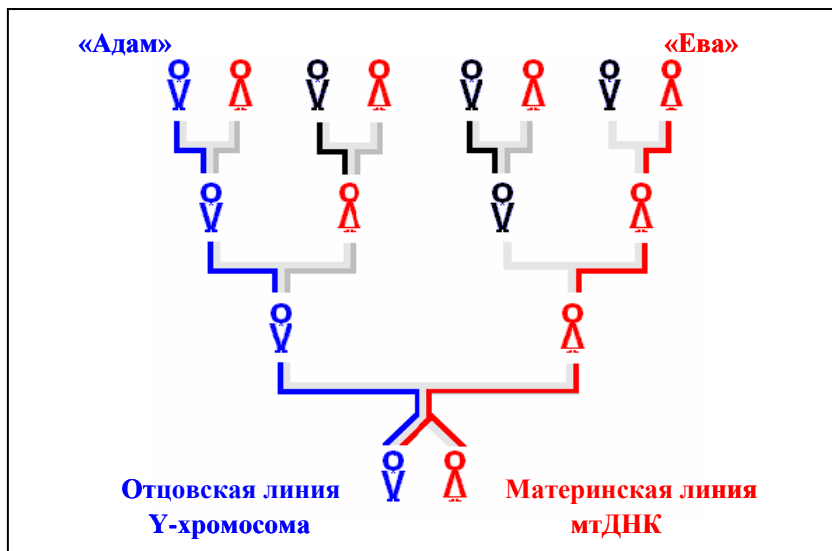 «Адам»
«Ева»
Отцовская линия
Y-хромосома
Материнская линия
мтДНК